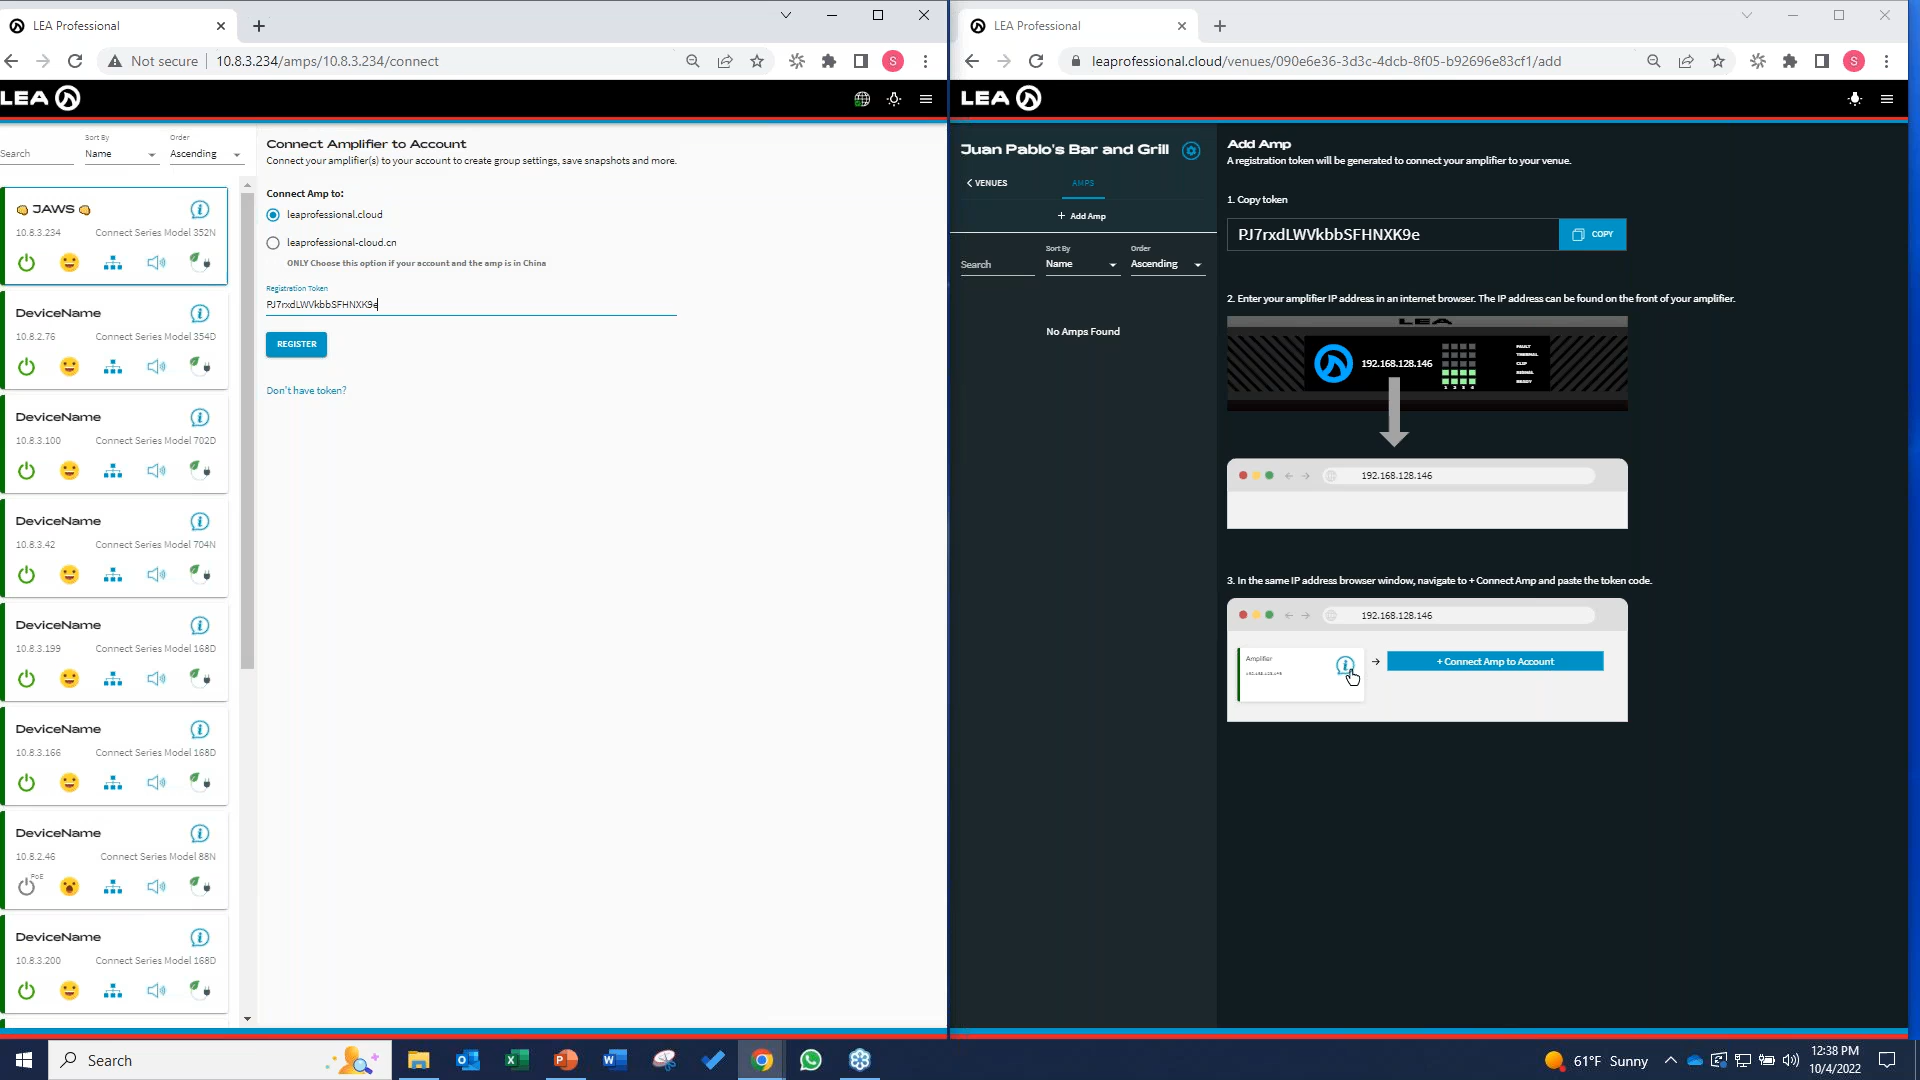 LEA Professional
Not secure
10.8.3.234/amps/10.8.3.234/connect
S
LEA
Search
Sort By
Name
Order
Ascending
JAWS
10.8.3.234
Connect Series Model 352N
DeviceName
10.8.2.76
Connect Series Model 354D
DeviceName
10.8.3.100
Connect Series Model 702D
DeviceName
10.8.3.42
Connect Series Model 704N
DeviceName
10.8.3.199
Connect Series Model 168D
DeviceName
10.8.3.166
Connect Series Model 168D
DeviceName
10.8.2.46
Connect Series Model 88N
PoE
DeviceName
10.8.3.200
Connect Series Model 168D
Connect Amplifier to Account
Connect your amplifier(s) to your account to create group settings, save snapshots and more.
Connect Amp to:
leaprofessional.cloud
leaprofessional-cloud.cn
ONLY Choose this option if your account and the amp is in China
Registration Token
PJ7rxdLWVkbbSFHNXK9e
REGISTER
Don't have token?
LEA Professional
leaprofessional.cloud/venues/090e6e36-3d3c-4dcb-8f05-b92696e83cf1/add
S
LEA
Juan Pablo's Bar and Grill
VENUES
AMPS
+ Add Amp
Search
Sort By
Name
Order
Ascending
No Amps Found
Add Amp
A registration token will be generated to connect your amplifier to your venue.
1. Copy token
PJ7rxdLWVkbbSFHNXK9e
COPY
2. Enter your amplifier IP address in an internet browser. The IP address can be found on the front of your amplifier.
LEA
192.168.128.146
FAULT
THERMAL
CLIP
SIGNAL
READY
1 2 3 4
192.168.128.146
3. In the same IP address browser window, navigate to + Connect Amp and paste the token code.
192.168.128.146
Amplifier
192.168.128.146
+ Connect Amp to Account
Search
61°F Sunny
12:38 PM
10/4/2022